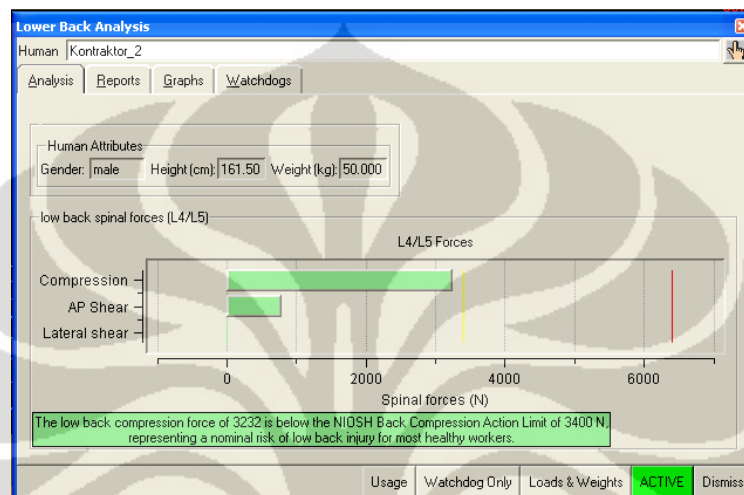 Lower Back Analysis
Human Kontraktor_2
Analysis Reports Graphs Watchdogs
Human Attributes
Gender: male Height (cm): 161.50 Weight (kg): 50.000
low back spinal forces (L4/L5)
L4/L5 Forces
Compression
AP Shear
Lateral shear
0 2000 4000 6000
Spinal forces (N)
The low back compression force of 3232 is below the NIOSH Back Compression Action Limit of 3400 N,
representing a nominal risk of low back injury for most healthy workers.
Usage Watchdog Only Loads & Weights ACTIVE Dismiss